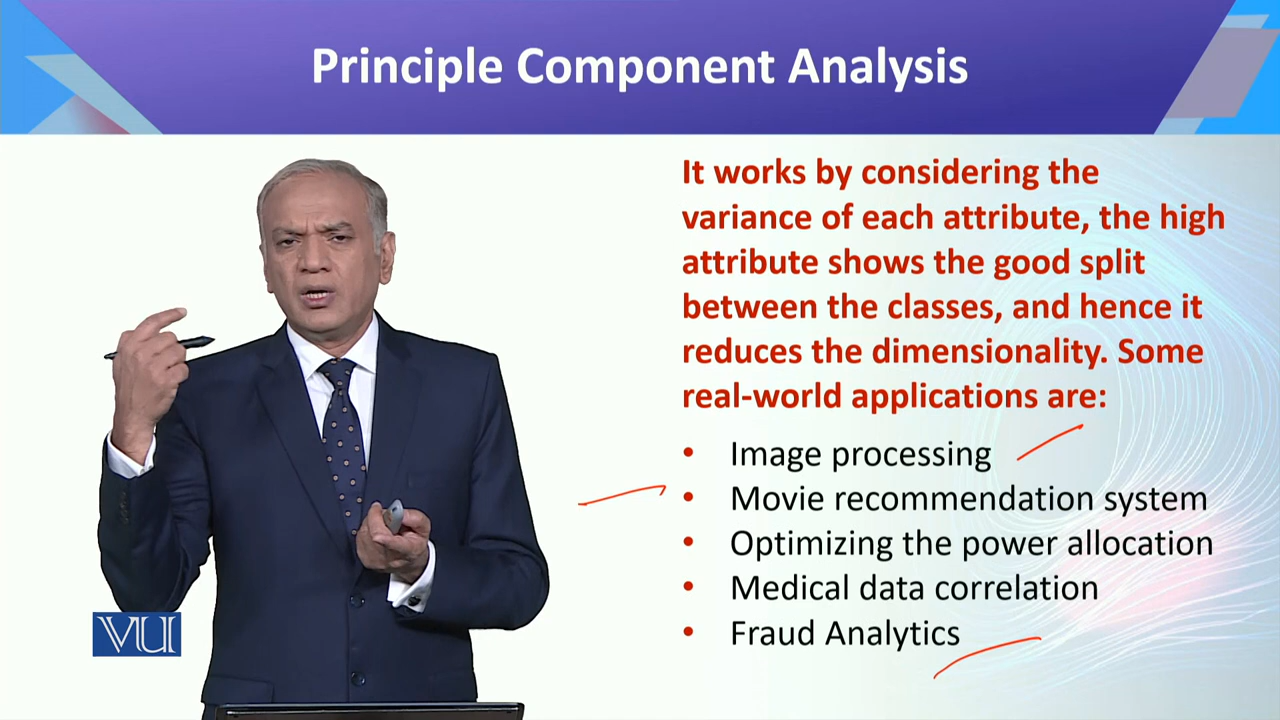 Principle Component Analysis
It works by considering the
variance of each attribute, the high
attribute shows the good split
between the classes, and hence it
reduces the dimensionality. Some
real-world applications are:
• Image processing
• Movie recommendation system
• Optimizing the power allocation
• Medical data correlation
• Fraud Analytics
VU